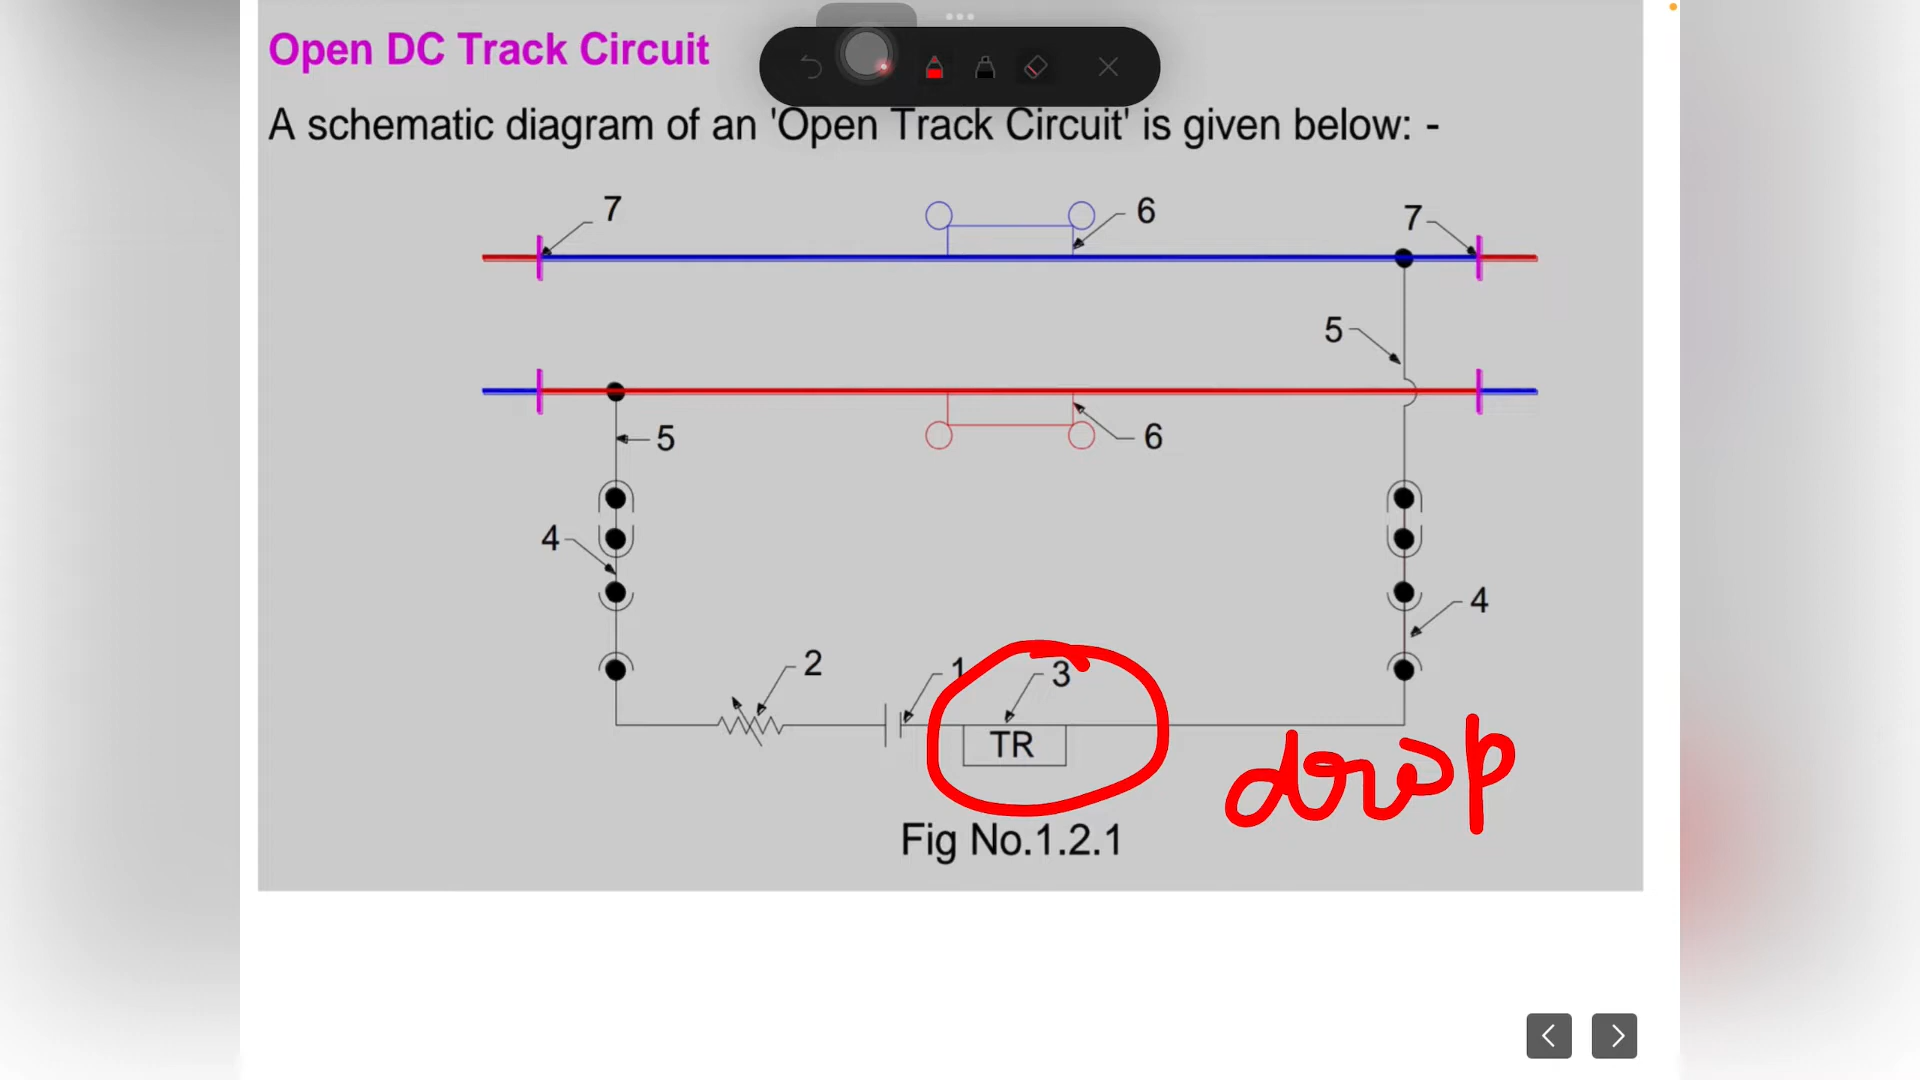 Open DC Track Circuit
A schematic diagram of an 'Open Track Circuit' is given below: -
7
6
7
5
5
6
4
4
2
1
3
TR
drop
Fig No.1.2.1